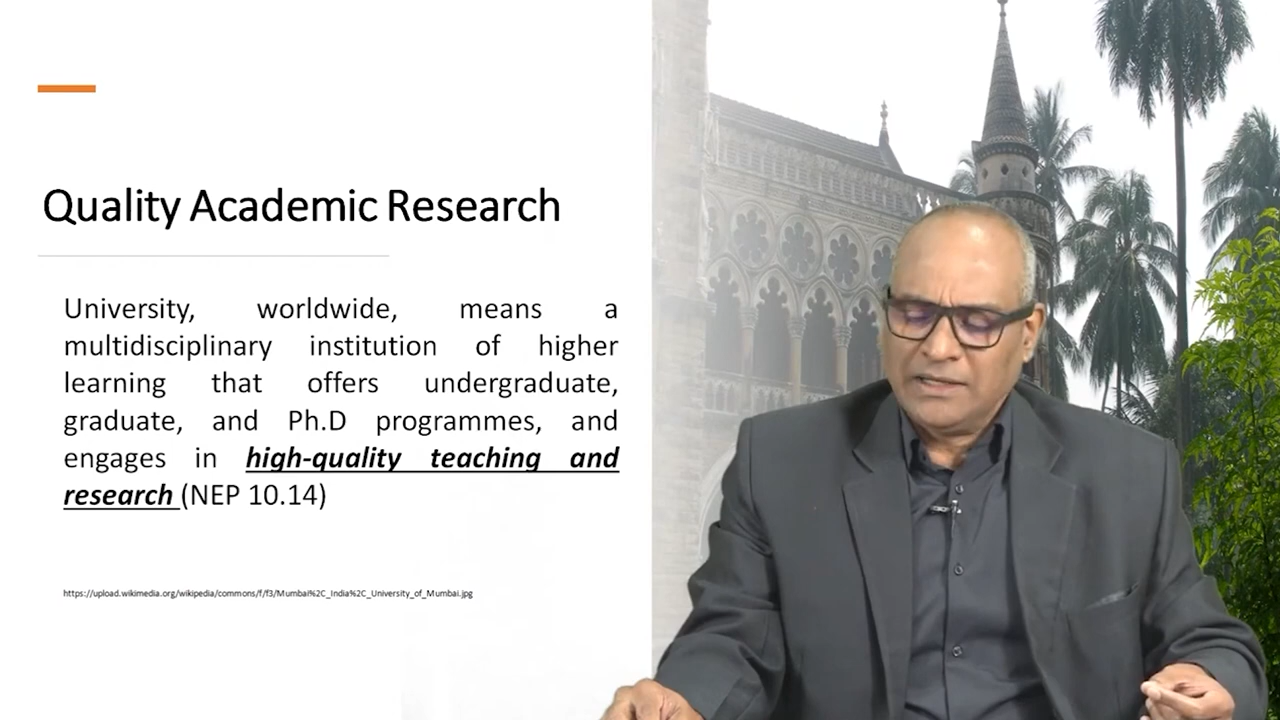 Quality Academic Research
University, worldwide, means a
multidisciplinary institution of higher
learning that offers undergraduate,
graduate, and Ph.D programmes, and
engages in high-quality teaching and
research (NEP 10.14)
https://upload.wikimedia.org/wikipedia/commons/f/f3/Mumbai%2C_India%2C_University_of_Mumbai.jpg